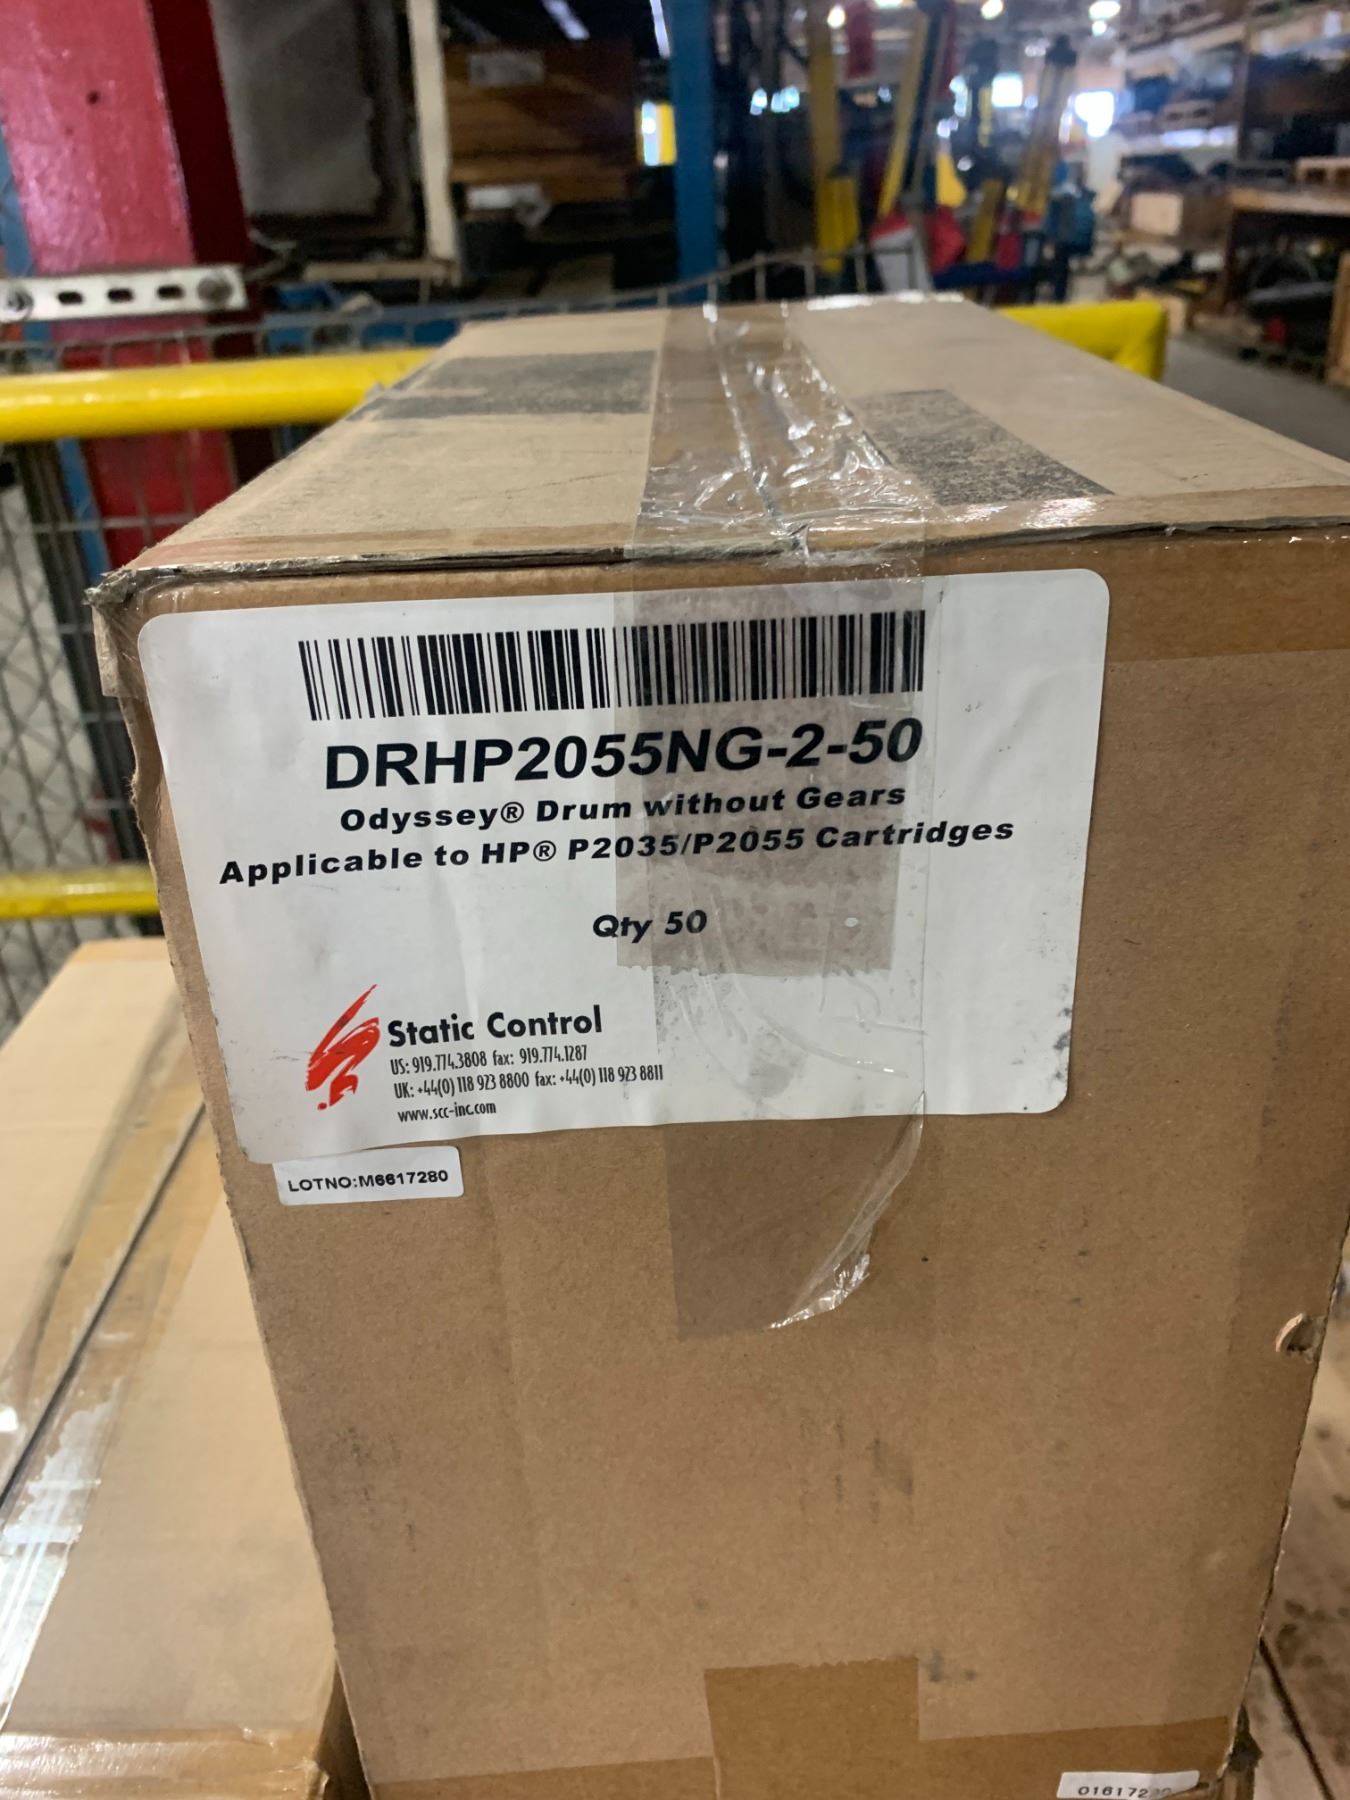 DRHP2055NG-2-50
Odyssey® Drum without Gears
Applicable to HP® P2035/P2055 Cartridges
Qty 50
Static Control
US: 919.774.3808 fax: 919.774.1287
UK: +44(0) 118 923 8800 fax: +44(0) 118 923 8811
www.scc-inc.com
LOTNO:M6617280